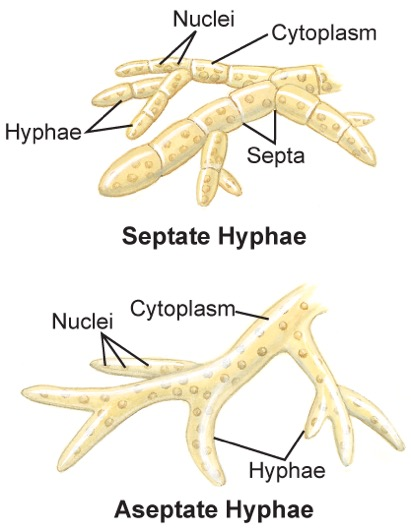 Nuclei
Cytoplasm
Hyphae
Septa
Septate Hyphae
Cytoplasm
Nuclei
Hyphae
Aseptate Hyphae